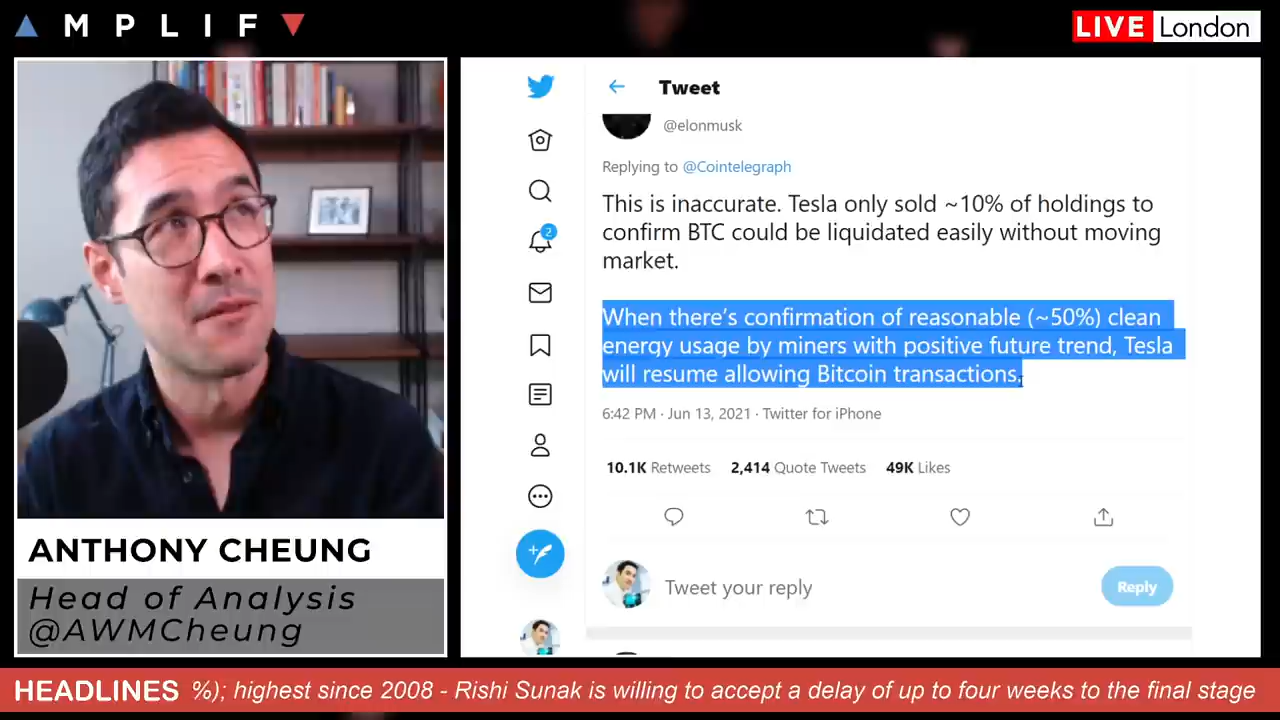 MPLIF
LIVE London
Tweet
@elonmusk
Replying to @Cointelegraph
This is inaccurate. Tesla only sold ~10% of holdings to
confirm BTC could be liquidated easily without moving
market.
When there's confirmation of reasonable (~50%) clean
energy usage by miners with positive future trend, Tesla
will resume allowing Bitcoin transactions.
6:42 PM · Jun 13, 2021 · Twitter for iPhone
10.1K Retweets 2,414 Quote Tweets 49K Likes
Tweet your reply
Reply
2
ANTHONY CHEUNG
Head of Analysis
@AWMCheung
HEADLINES %); highest since 2008 - Rishi Sunak is willing to accept a delay of up to four weeks to the final stage